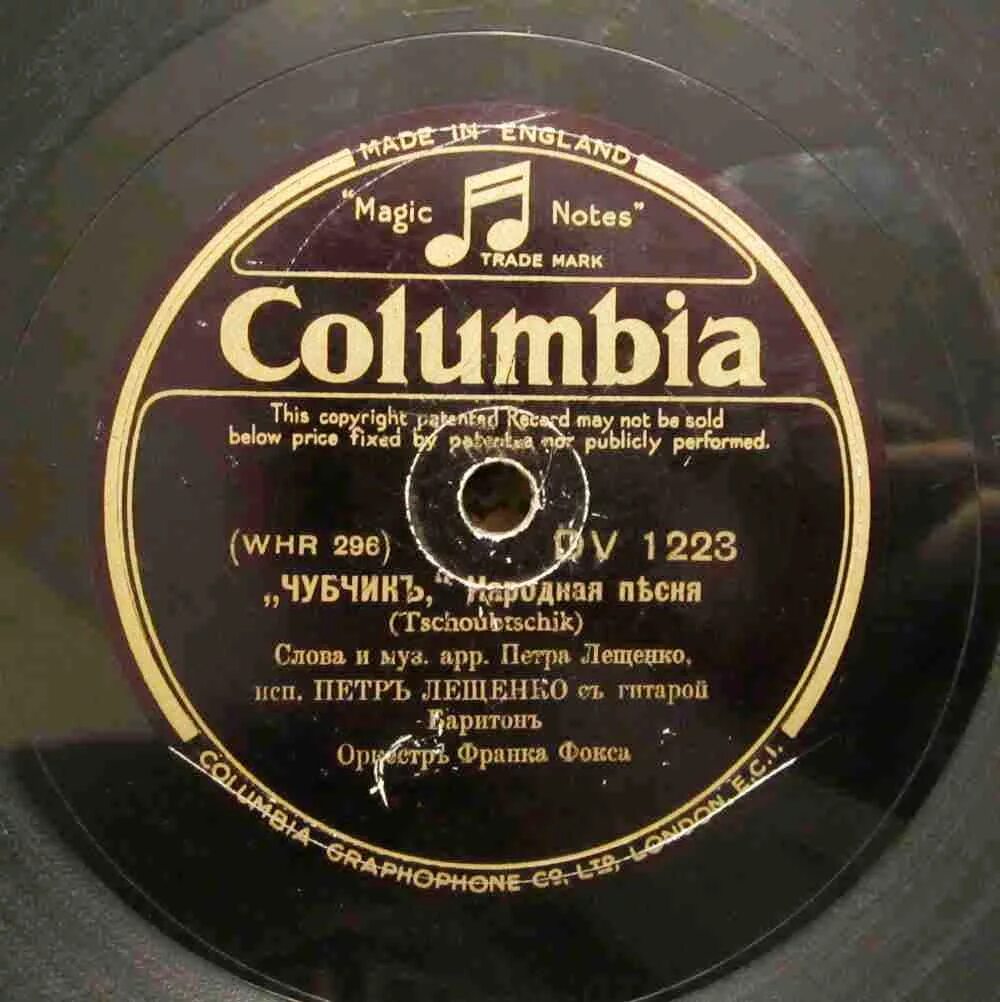 MADE IN ENGLAND
"Magic Notes"
TRADE MARK
Columbia
This copyright patented Record may not be sold
below price fixed by patentee nor publicly performed.
(WHR 296) DV 1223
„ЧУБЧИКЪ,“ Народная пѣсня
(Tschoubtschik)
Слова и муз. арр. Петра Лещенко,
исп. ПЕТРЪ ЛЕЩЕНКО съ гитарой
Баритонъ
Оркестръ Франка Фокса
COLUMBIA GRAPHOPHONE CO, LTD, LONDON. E.C.1.